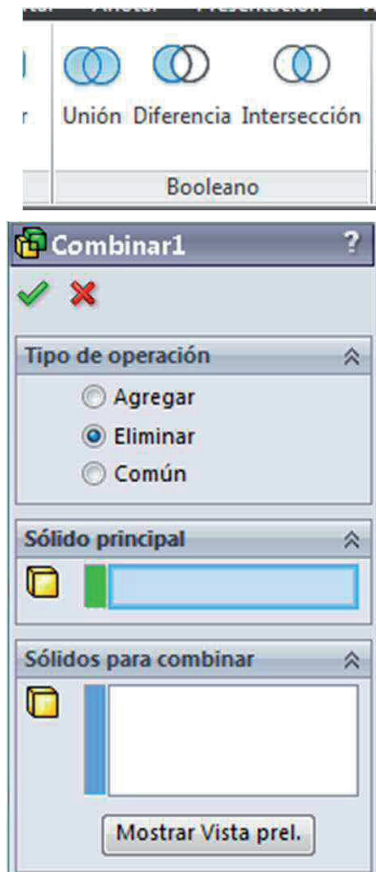 Unión Diferencia Intersección
Booleano
Combinar1 ?
Tipo de operación
Agregar
Eliminar
Común
Sólido principal
Sólidos para combinar
Mostrar Vista prel.